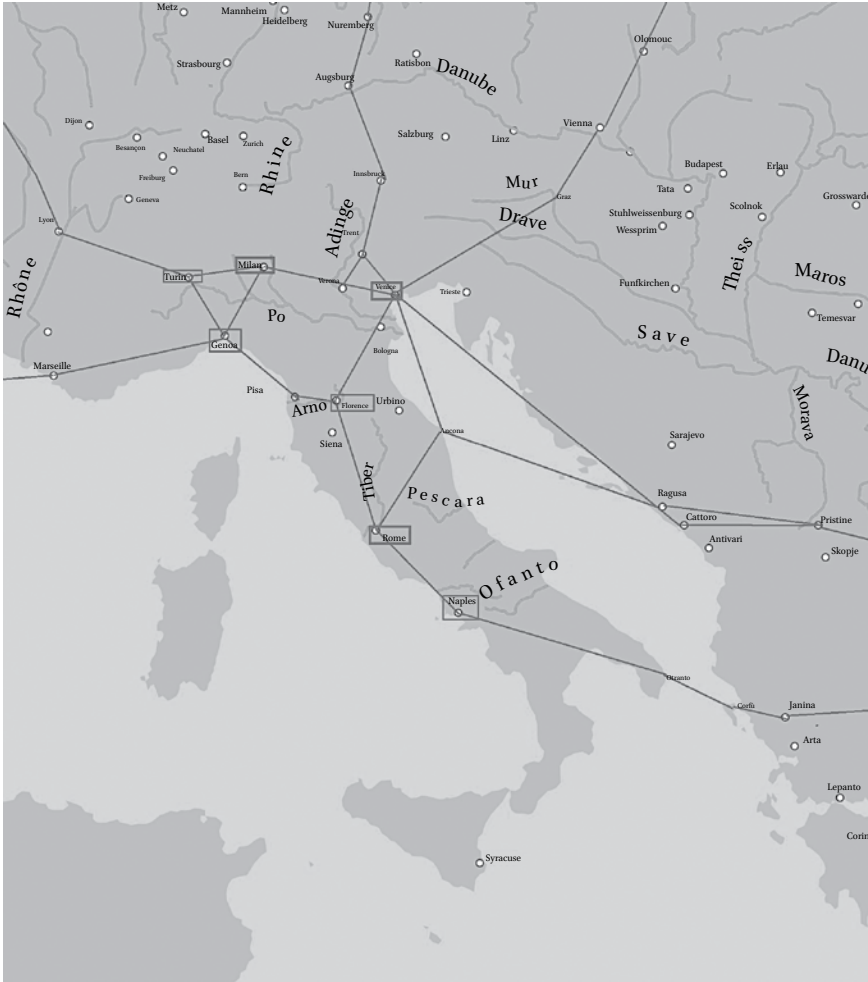 Metz
Mannheim
Heidelberg
Nuremberg
Olomouc
Strasbourg
Ratisbon
Danube
Augsburg
Dijon
Besançon
Neuchatel
Basel
Zurich
Salzburg
Linz
Vienna
Freiburg
Bern
Rhine
Innsbruck
Mur
Graz
Budapest
Erlau
Tata
Geneva
Stuhlweissenburg
Scolnok
Grosswarde
Wessprim
Lyon
Adinge
Trent
Drave
Theiss
Maros
Rhône
Turin
Milan
Verona
Venice
Trieste
Funfkirchen
Temesvar
Po
Genoa
Bologna
Save
Danu
Marseille
Pisa
Arno
Florence
Urbino
Morava
Siena
Ancona
Sarajevo
Tiber
Pescara
Ragusa
Cattoro
Pristine
Rome
Antivari
Skopje
Ofanto
Naples
Otranto
Corfu
Janina
Arta
Lepanto
Corin
Syracuse